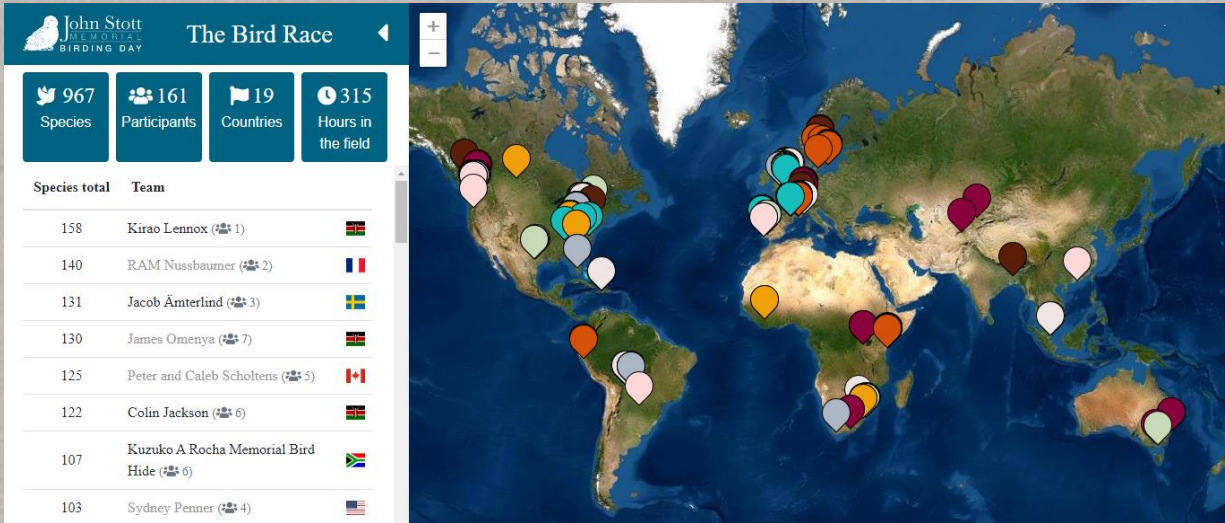 John Stott
MEMORIAL
BIRDING DAY
The Bird Race
967
Species
161
Participants
19
Countries
315
Hours in
the field
Species total Team
158 Kirao Lennox ( 1)
140 RAM Nussbaumer ( 2)
131 Jacob Ämterlind ( 3)
130 James Omenya ( 7)
125 Peter and Caleb Scholtens ( 5)
122 Colin Jackson ( 6)
107 Kuzuko A Rocha Memorial Bird
Hide ( 6)
103 Sydney Penner ( 4)
+
−